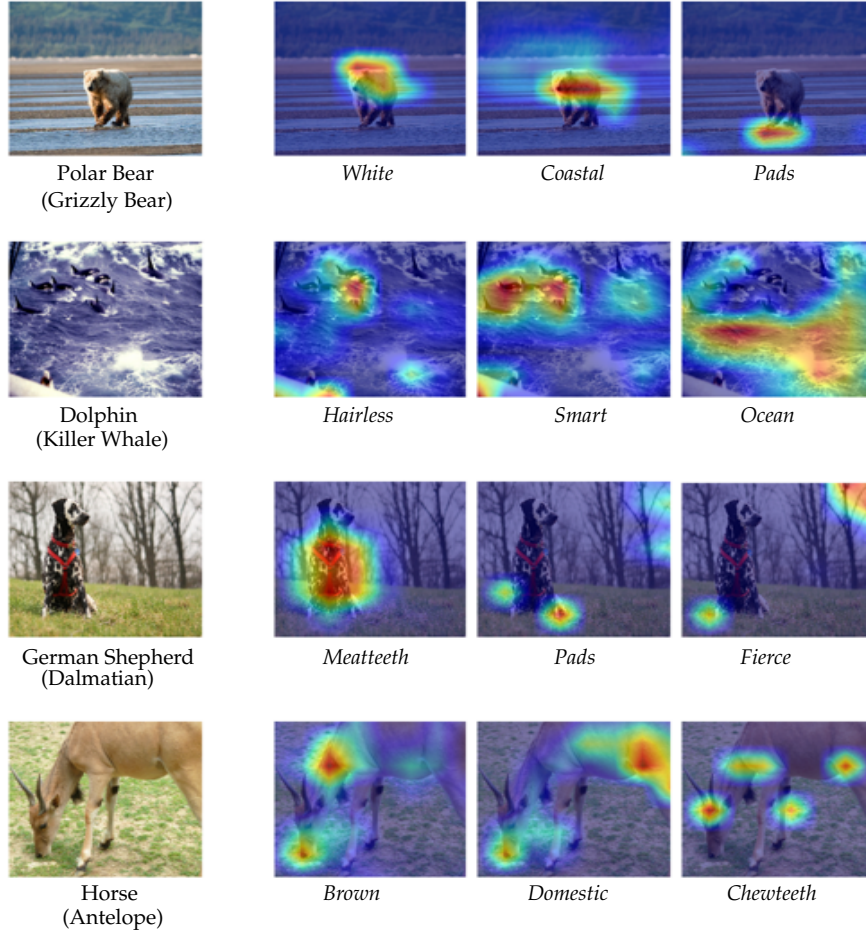 Polar Bear
(Grizzly Bear)
White
Coastal
Pads
Dolphin
(Killer Whale)
Hairless
Smart
Ocean
German Shepherd
(Dalmatian)
Meatteeth
Pads
Fierce
Horse
(Antelope)
Brown
Domestic
Chewteeth